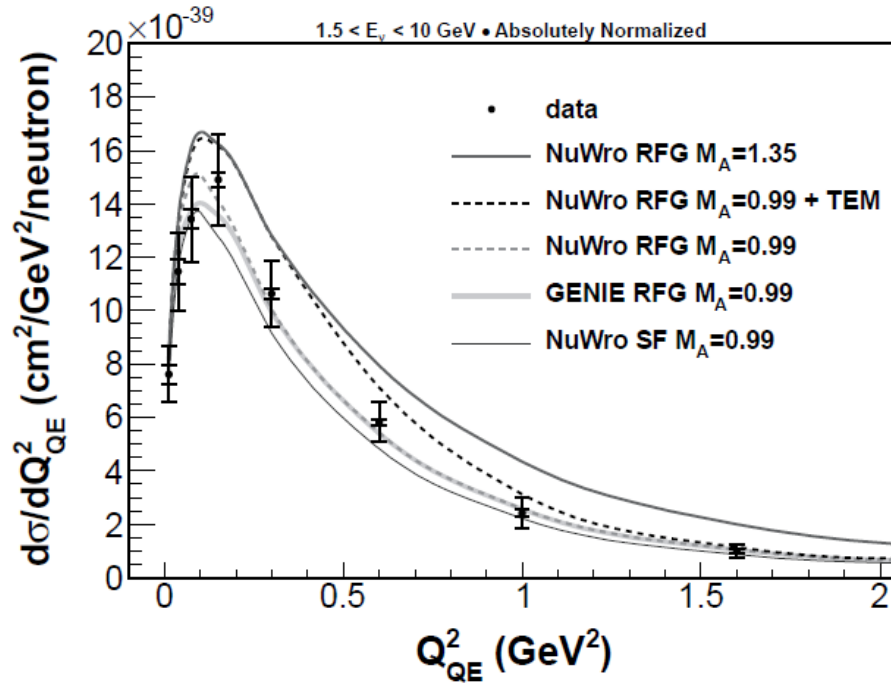 ×10⁻³⁹
1.5 < Eᵥ < 10 GeV • Absolutely Normalized
20
18
16
14
12
10
8
6
4
2
0
dσ/dQ²QE (cm²/GeV²/neutron)
data
NuWro RFG M_A=1.35
NuWro RFG M_A=0.99 + TEM
NuWro RFG M_A=0.99
GENIE RFG M_A=0.99
NuWro SF M_A=0.99
0 0.5 1 1.5 2
Q²QE (GeV²)